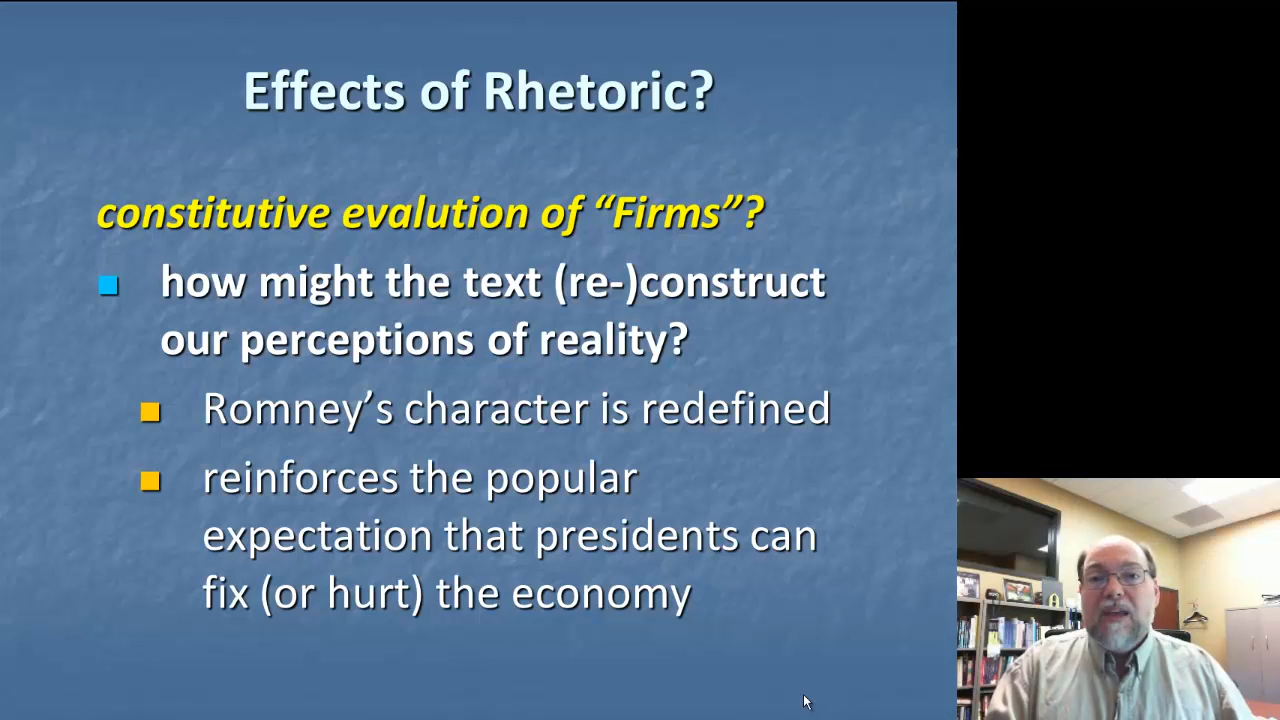 Effects of Rhetoric?
constitutive evalution of “Firms”?
how might the text (re-)construct
our perceptions of reality?
Romney’s character is redefined
reinforces the popular
expectation that presidents can
fix (or hurt) the economy